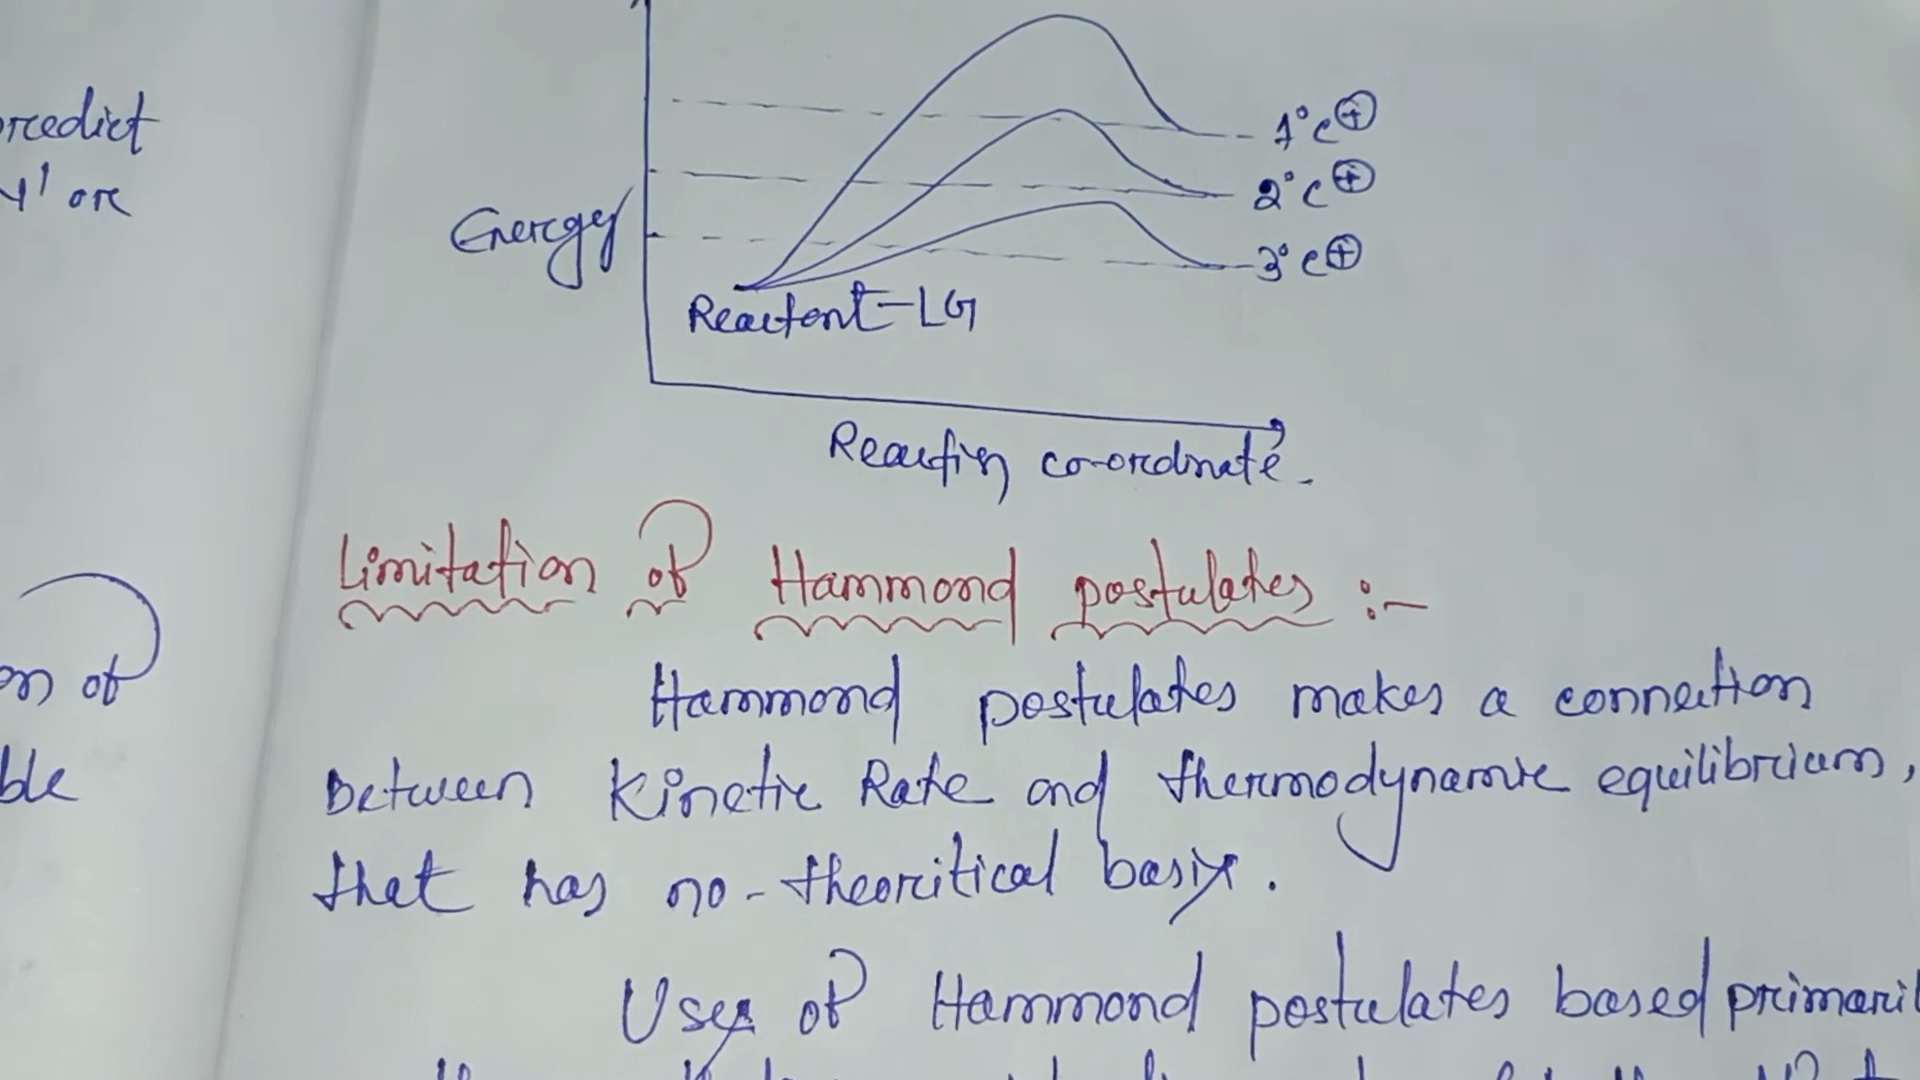 1°C⊕
2°C⊕
3°C⊕
Energy
Reactant-LG
Reaction co-ordinate.
Limitation of Hammond postulates :-
Hammond postulates makes a connection
between kinetic Rate and thermodynamic equilibrium,
that has no-theoritical basis.
Uses of Hammond postulates based primaril
or
on of
ble